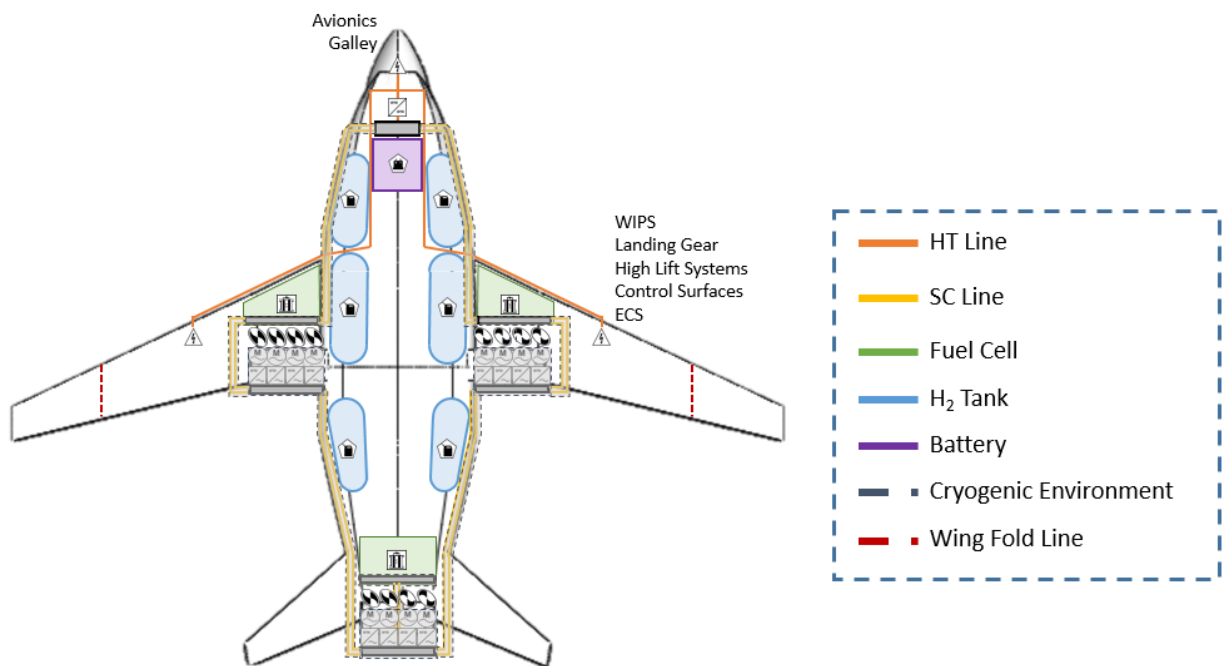 Avionics
Galley
WIPS
Landing Gear
High Lift Systems
Control Surfaces
ECS
HT Line
SC Line
Fuel Cell
H₂ Tank
Battery
Cryogenic Environment
Wing Fold Line
M M M M
M M M M
M M M M